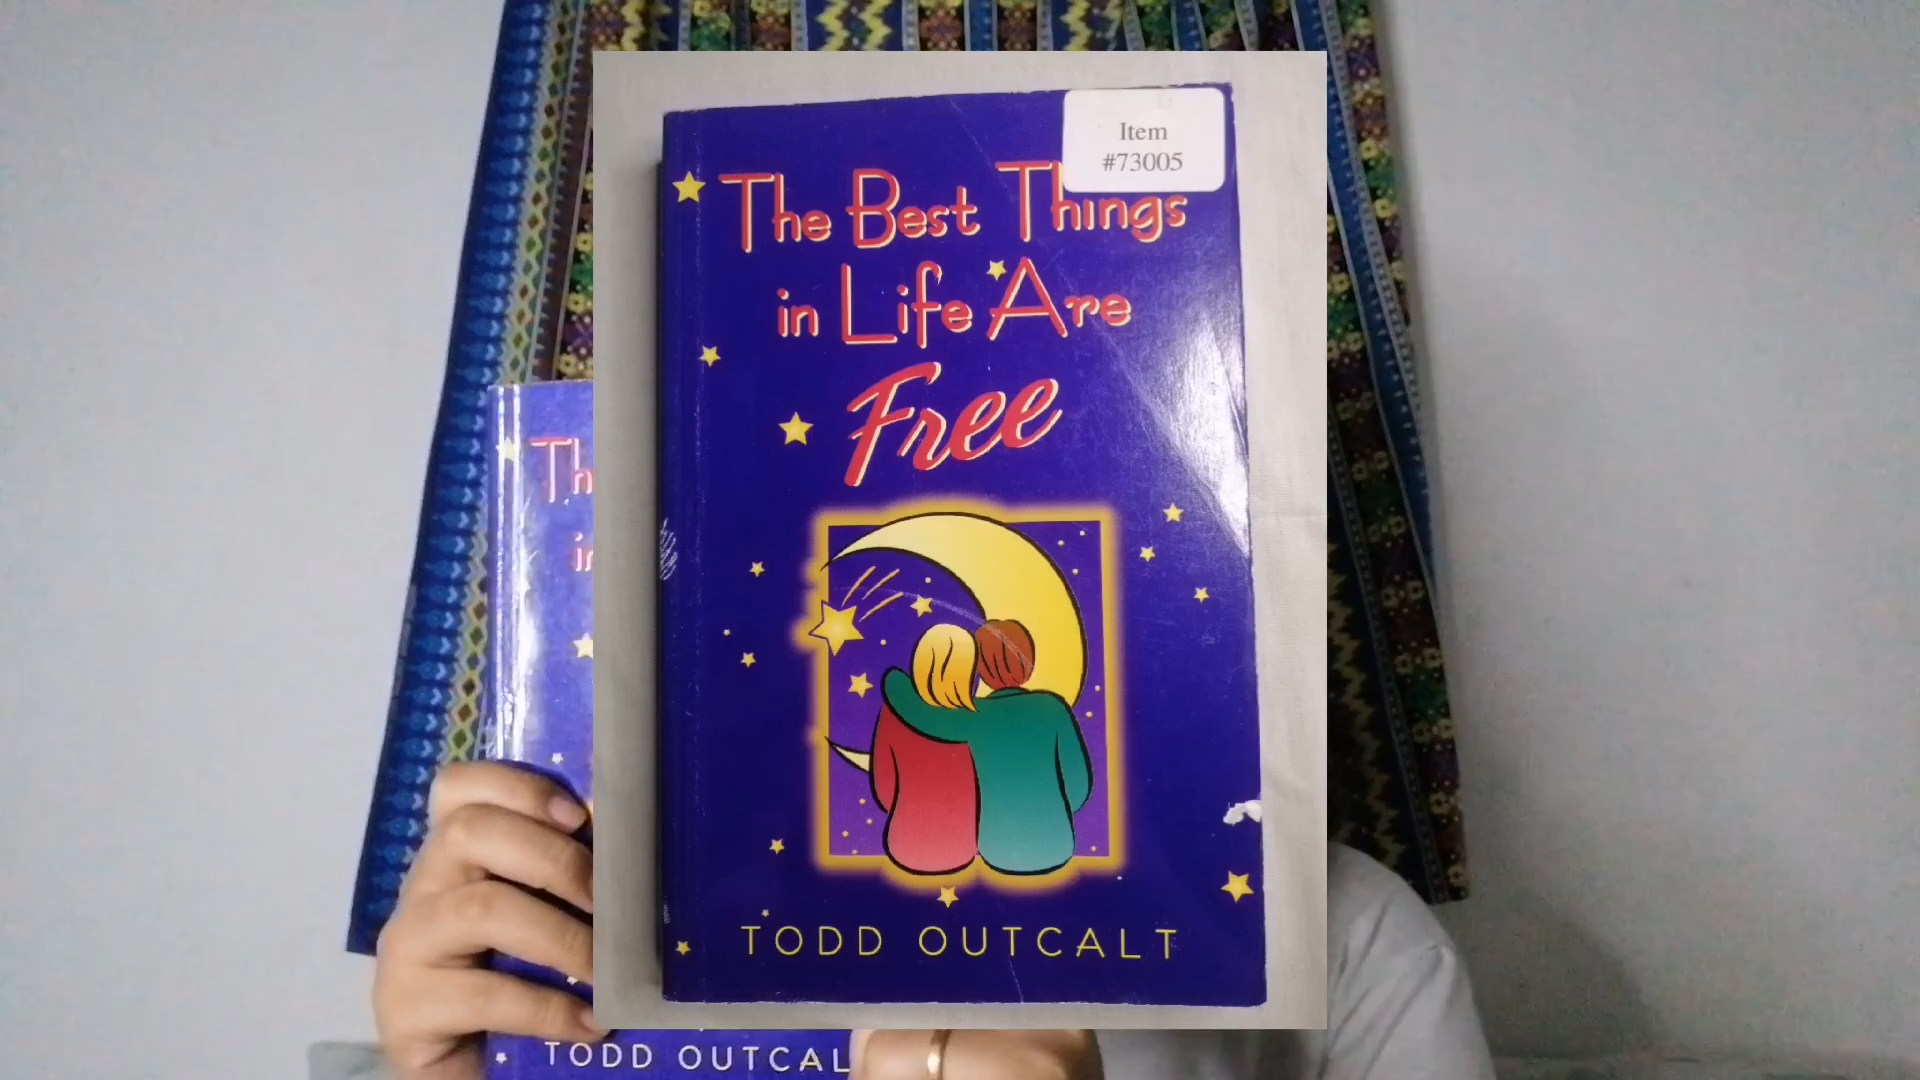 Item
#73005
The Best Things
in Life Are
Free
TODD OUTCALT
Th
in
TODD OUTCAL